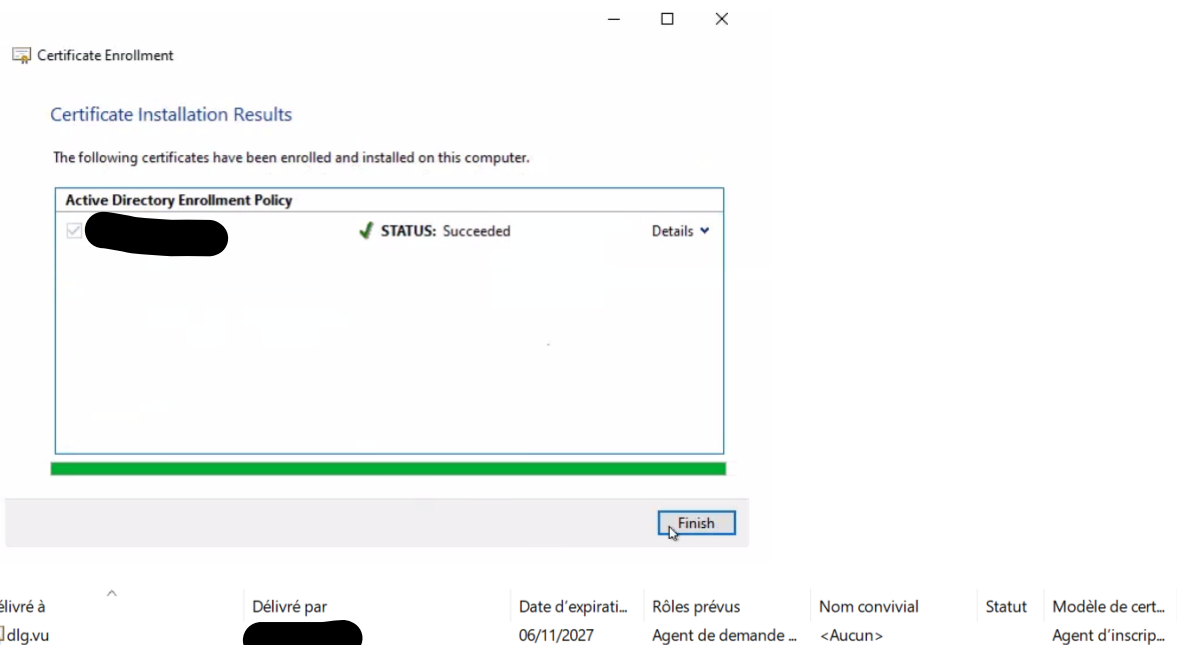 Certificate Enrollment
Certificate Installation Results
The following certificates have been enrolled and installed on this computer.
Active Directory Enrollment Policy
STATUS: Succeeded Details
Finish
élivré à Délivré par Date d'expirati... Rôles prévus Nom convivial Statut Modèle de cert...
dlg.vu 06/11/2027 Agent de demande ... <Aucun> Agent d'inscrip...